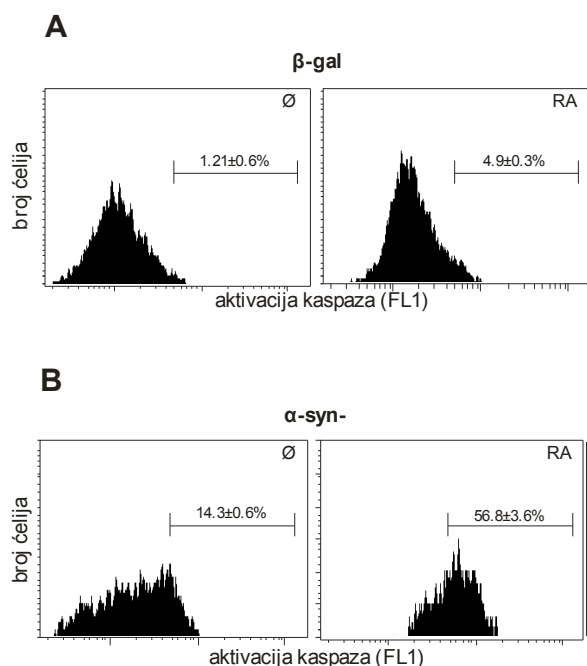 A
β-gal
Ø
RA
1.21±0.6%
4.9±0.3%
broj ćelija
aktivacija kaspaza (FL1)
B
α-syn-
Ø
RA
14.3±0.6%
56.8±3.6%
broj ćelija
aktivacija kaspaza (FL1)